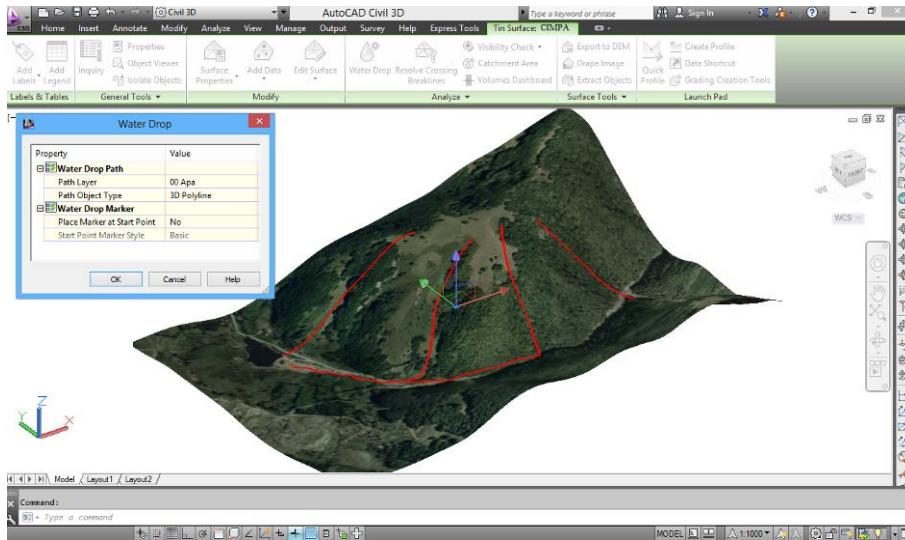 Civil 3D
AutoCAD Civil 3D
Type a keyword or phrase
Sign In
Home Insert Annotate Modify Analyze View Manage Output Survey Help Express Tools Tin Surface: CIMPA
Add Labels
Add Legend
Inquiry
Properties
Object Viewer
Isolate Objects
Surface Properties
Add Data
Edit Surface
Water Drop
Resolve Crossing Breaklines
Visibility Check
Catchment Area
Volumes Dashboard
Export to DEM
Drape Image
Extract Objects
Quick Profile
Create Profile
Data Shortcut
Grading Creation Tools
Labels & Tables
General Tools
Modify
Analyze
Surface Tools
Launch Pad
Water Drop
Property Value
Water Drop Path
Path Layer 00 Apa
Path Object Type 3D Polyline
Water Drop Marker
Place Marker at Start Point No
Start Point Marker Style Basic
OK Cancel Help
FRONT
WCS
Z
Y
X
Model Layout1 Layout2
Command:
Type a command
MODEL
1:1000